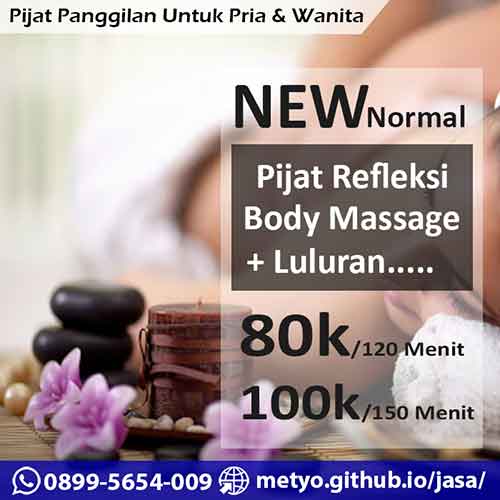 Pijat Panggilan Untuk Pria & Wanita
NEW Normal
Pijat Refleksi
Body Massage
+ Luluran.....
80k/120 Menit
100k/150 Menit
0899-5654-009 metyo.github.io/jasa/